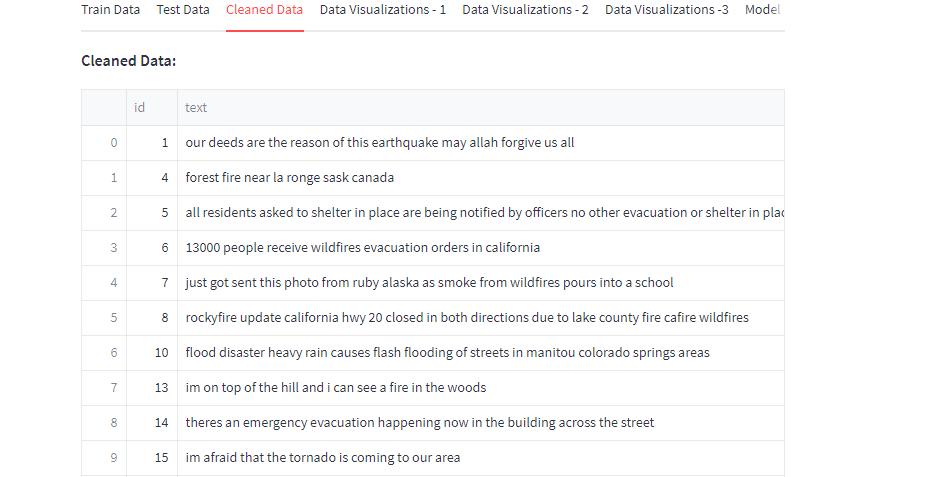 Train Data Test Data Cleaned Data Data Visualizations - 1 Data Visualizations - 2 Data Visualizations -3 Model
Cleaned Data:
id text
0 1 our deeds are the reason of this earthquake may allah forgive us all
1 4 forest fire near la ronge sask canada
2 5 all residents asked to shelter in place are being notified by officers no other evacuation or shelter in plac
3 6 13000 people receive wildfires evacuation orders in california
4 7 just got sent this photo from ruby alaska as smoke from wildfires pours into a school
5 8 rockyfire update california hwy 20 closed in both directions due to lake county fire cafire wildfires
6 10 flood disaster heavy rain causes flash flooding of streets in manitou colorado springs areas
7 13 im on top of the hill and i can see a fire in the woods
8 14 theres an emergency evacuation happening now in the building across the street
9 15 im afraid that the tornado is coming to our area